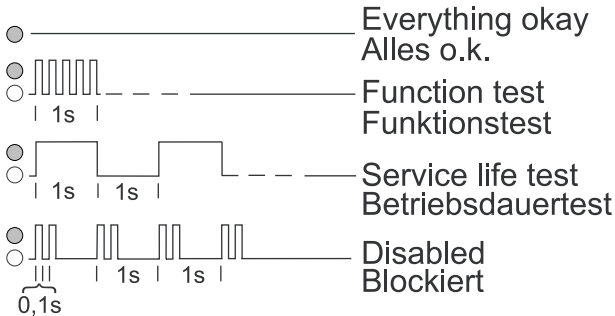 Everything okay
Alles o.k.
1s
Function test
Funktionstest
1s
1s
Service life test
Betriebsdauertest
1s
1s
0,1s
Disabled
Blockiert